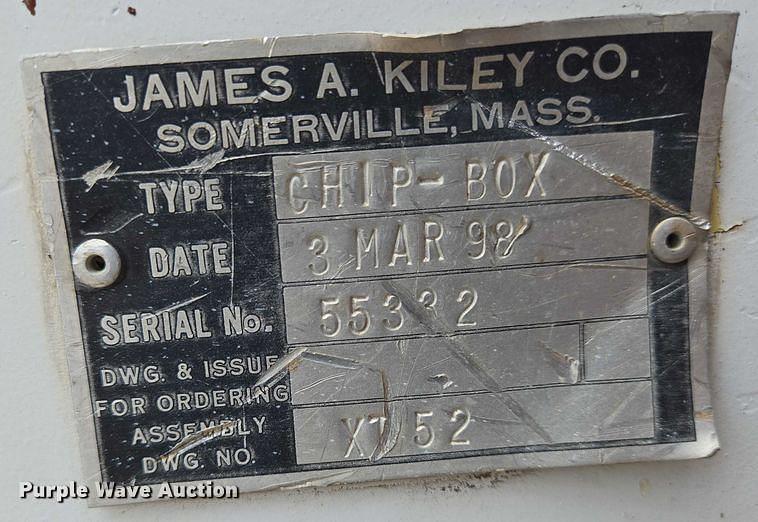 JAMES A. KILEY CO.
SOMERVILLE, MASS.
TYPE CHIP-BOX
DATE 3 MAR 98
SERIAL NO. 55332
DWG. & ISSUE
FOR ORDERING -
ASSEMBLY
DWG. NO. 52
Purple Wave Auction